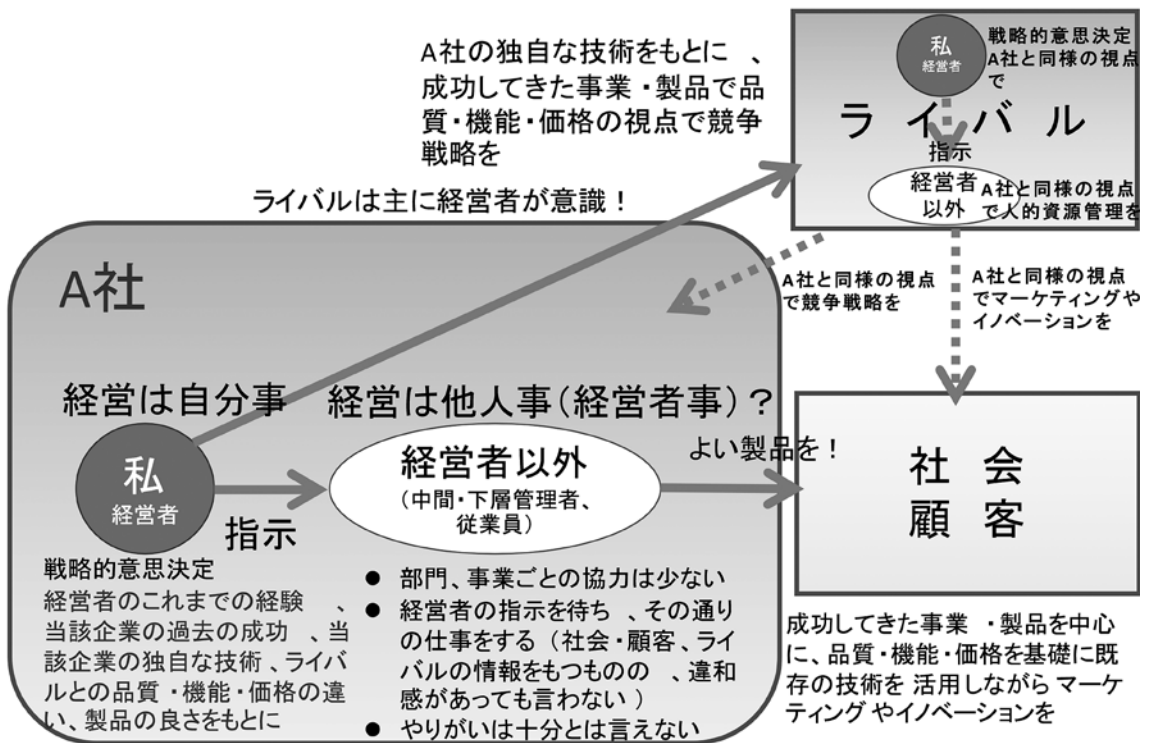 A社の独自な技術をもとに 、
成功してきた事業 ・製品で品
質・機能・価格の視点で競争
戦略を
ライバルは主に経営者が意識！
私
経営者
戦略的意思決定
A社と同様の視点
で
ライバル
指示
経営者
以外
A社と同様の視点
で人的資源管理を
A社と同様の視点
で競争戦略を
A社と同様の視点
でマーケティングや
イノベーションを
A社
経営は自分事
経営は他人事（経営者事）？
私
経営者
指示
経営者以外
（中間・下層管理者、
従業員）
よい製品を！
社 会
顧 客
戦略的意思決定
経営者のこれまでの経験 、
当該企業の過去の成功 、当
該企業の独自な技術 、ライバ
ルとの品質 ・機能・価格の違
い、製品の良さをもとに
● 部門、事業ごとの協力は少ない
● 経営者の指示を待ち 、その通り
の仕事をする （社会・顧客、ライ
バルの情報をもつものの 、違和
感があっても言わない ）
● やりがいは十分とは言えない
成功してきた事業 ・製品を中心
に、品質・機能・価格を基礎に既
存の技術を 活用しながら マーケ
ティング やイノベーションを